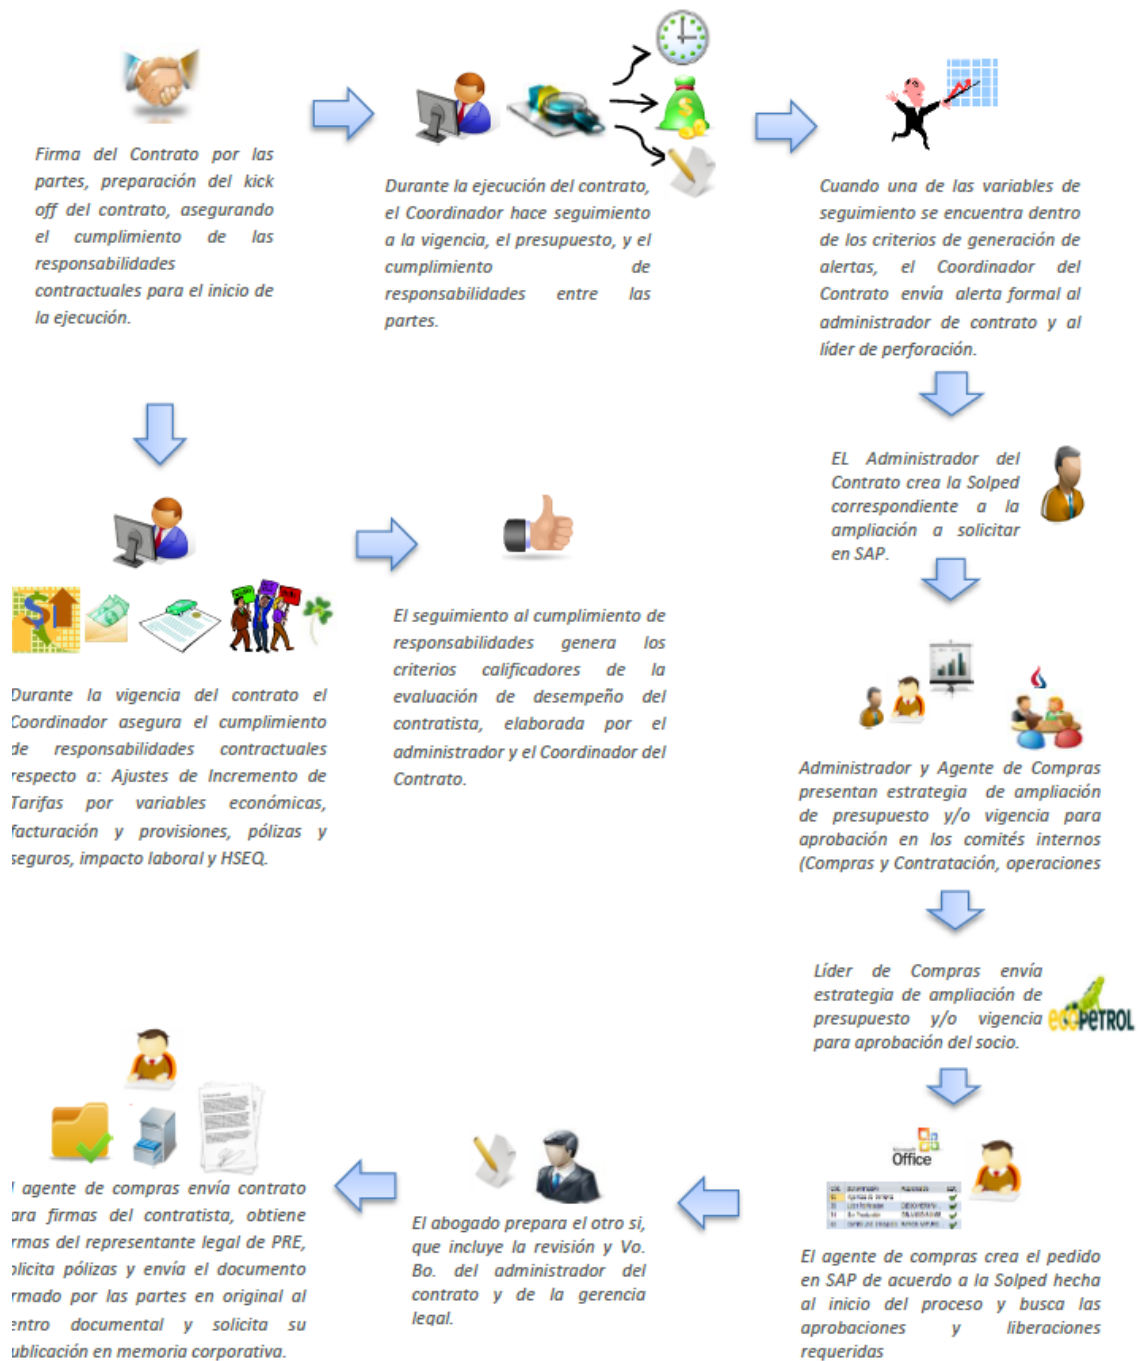 Firma del Contrato por las
partes, preparación del kick
off del contrato, asegurando
el cumplimiento de las
responsabilidades
contractuales para el inicio de
la ejecución.
Durante la ejecución del contrato,
el Coordinador hace seguimiento
a la vigencia, el presupuesto, y el
cumplimiento de
responsabilidades entre las
partes.
Cuando una de las variables de
seguimiento se encuentra dentro
de los criterios de generación de
alertas, el Coordinador del
Contrato envía alerta formal al
administrador de contrato y al
líder de perforación.
EL Administrador del
Contrato crea la Solped
correspondiente a la
ampliación a solicitar
en SAP.
Durante la vigencia del contrato el
Coordinador asegura el cumplimiento
de responsabilidades contractuales
respecto a: Ajustes de Incremento de
Tarifas por variables económicas,
facturación y provisiones, pólizas y
seguros, impacto laboral y HSEQ.
El seguimiento al cumplimiento de
responsabilidades genera los
criterios calificadores de la
evaluación de desempeño del
contratista, elaborada por el
administrador y el Coordinador del
Contrato.
Administrador y Agente de Compras
presentan estrategia de ampliación
de presupuesto y/o vigencia para
aprobación en los comités internos
(Compras y Contratación, operaciones
Líder de Compras envía
estrategia de ampliación de
presupuesto y/o vigencia
para aprobación del socio.
ecoPETROL
Microsoft
Office
El agente de compras crea el pedido
en SAP de acuerdo a la Solped hecha
al inicio del proceso y busca las
aprobaciones y liberaciones
requeridas
El abogado prepara el otro si,
que incluye la revisión y Vo.
Bo. del administrador del
contrato y de la gerencia
legal.
l agente de compras envía contrato
ara firmas del contratista, obtiene
rmas del representante legal de PRE,
olicita pólizas y envía el documento
rmado por las partes en original al
entro documental y solicita su
ublicación en memoria corporativa.